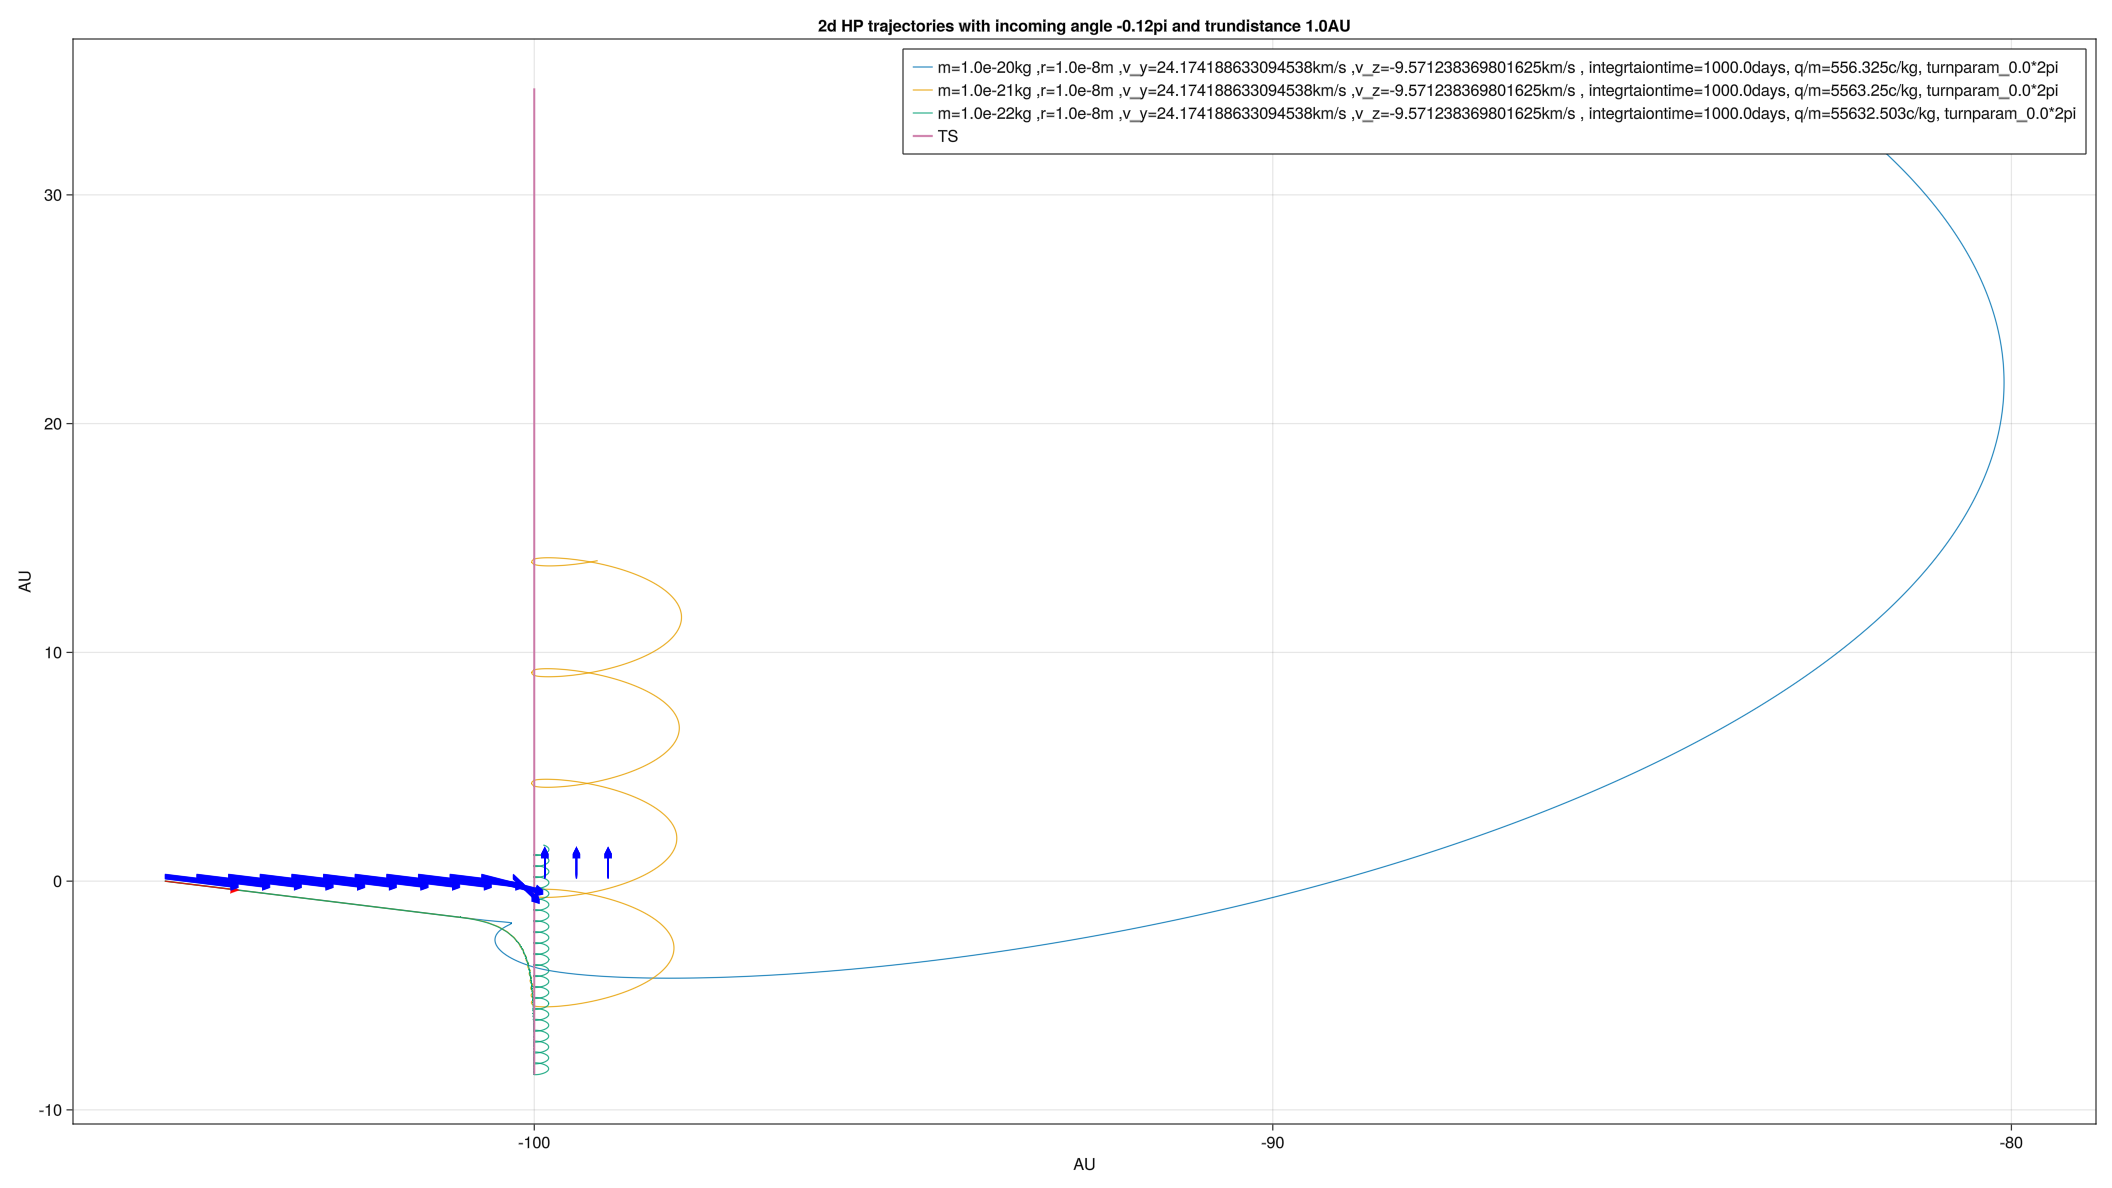 2d HP trajectories with incoming angle -0.12pi and trundistance 1.0AU
m=1.0e-20kg ,r=1.0e-8m ,v_y=24.174188633094538km/s ,v_z=-9.571238369801625km/s , integrtaiontime=1000.0days, q/m=556.325c/kg, turnparam_0.0*2pi
m=1.0e-21kg ,r=1.0e-8m ,v_y=24.174188633094538km/s ,v_z=-9.571238369801625km/s , integrtaiontime=1000.0days, q/m=5563.25c/kg, turnparam_0.0*2pi
m=1.0e-22kg ,r=1.0e-8m ,v_y=24.174188633094538km/s ,v_z=-9.571238369801625km/s , integrtaiontime=1000.0days, q/m=55632.503c/kg, turnparam_0.0*2pi
TS
30
20
10
0
-10
AU
-100 -90 -80
AU